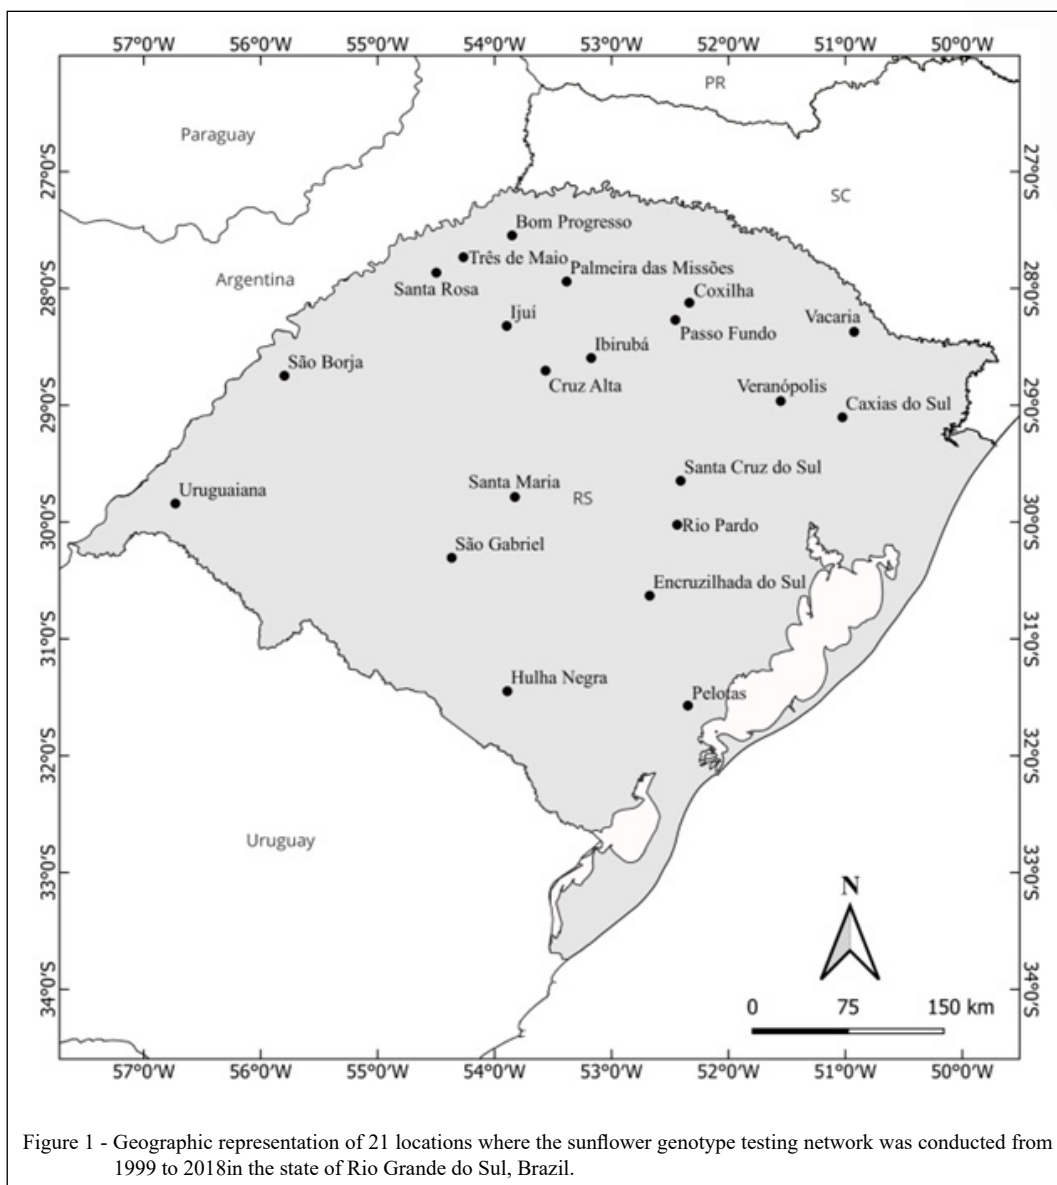 57°0'W 56°0'W 55°0'W 54°0'W 53°0'W 52°0'W 51°0'W 50°0'W
PR
Paraguay
27°0'S
27°0'S
SC
Bom Progresso
Três de Maio
Palmeira das Missões
Argentina
Santa Rosa
28°0'S
28°0'S
Coxilha
Ijuí
Vacaria
Passo Fundo
Ibirubá
São Borja
Cruz Alta
Veranópolis
Caxias do Sul
29°0'S
29°0'S
Santa Cruz do Sul
Santa Maria
Uruguaiana
RS
30°0'S
30°0'S
Rio Pardo
São Gabriel
Encruzilhada do Sul
31°0'S
31°0'S
Hulha Negra
Pelotas
32°0'S
32°0'S
Uruguay
33°0'S
33°0'S
N
34°0'S
34°0'S
0 75 150 km
57°0'W 56°0'W 55°0'W 54°0'W 53°0'W 52°0'W 51°0'W 50°0'W
Figure 1 - Geographic representation of 21 locations where the sunflower genotype testing network was conducted from
1999 to 2018in the state of Rio Grande do Sul, Brazil.